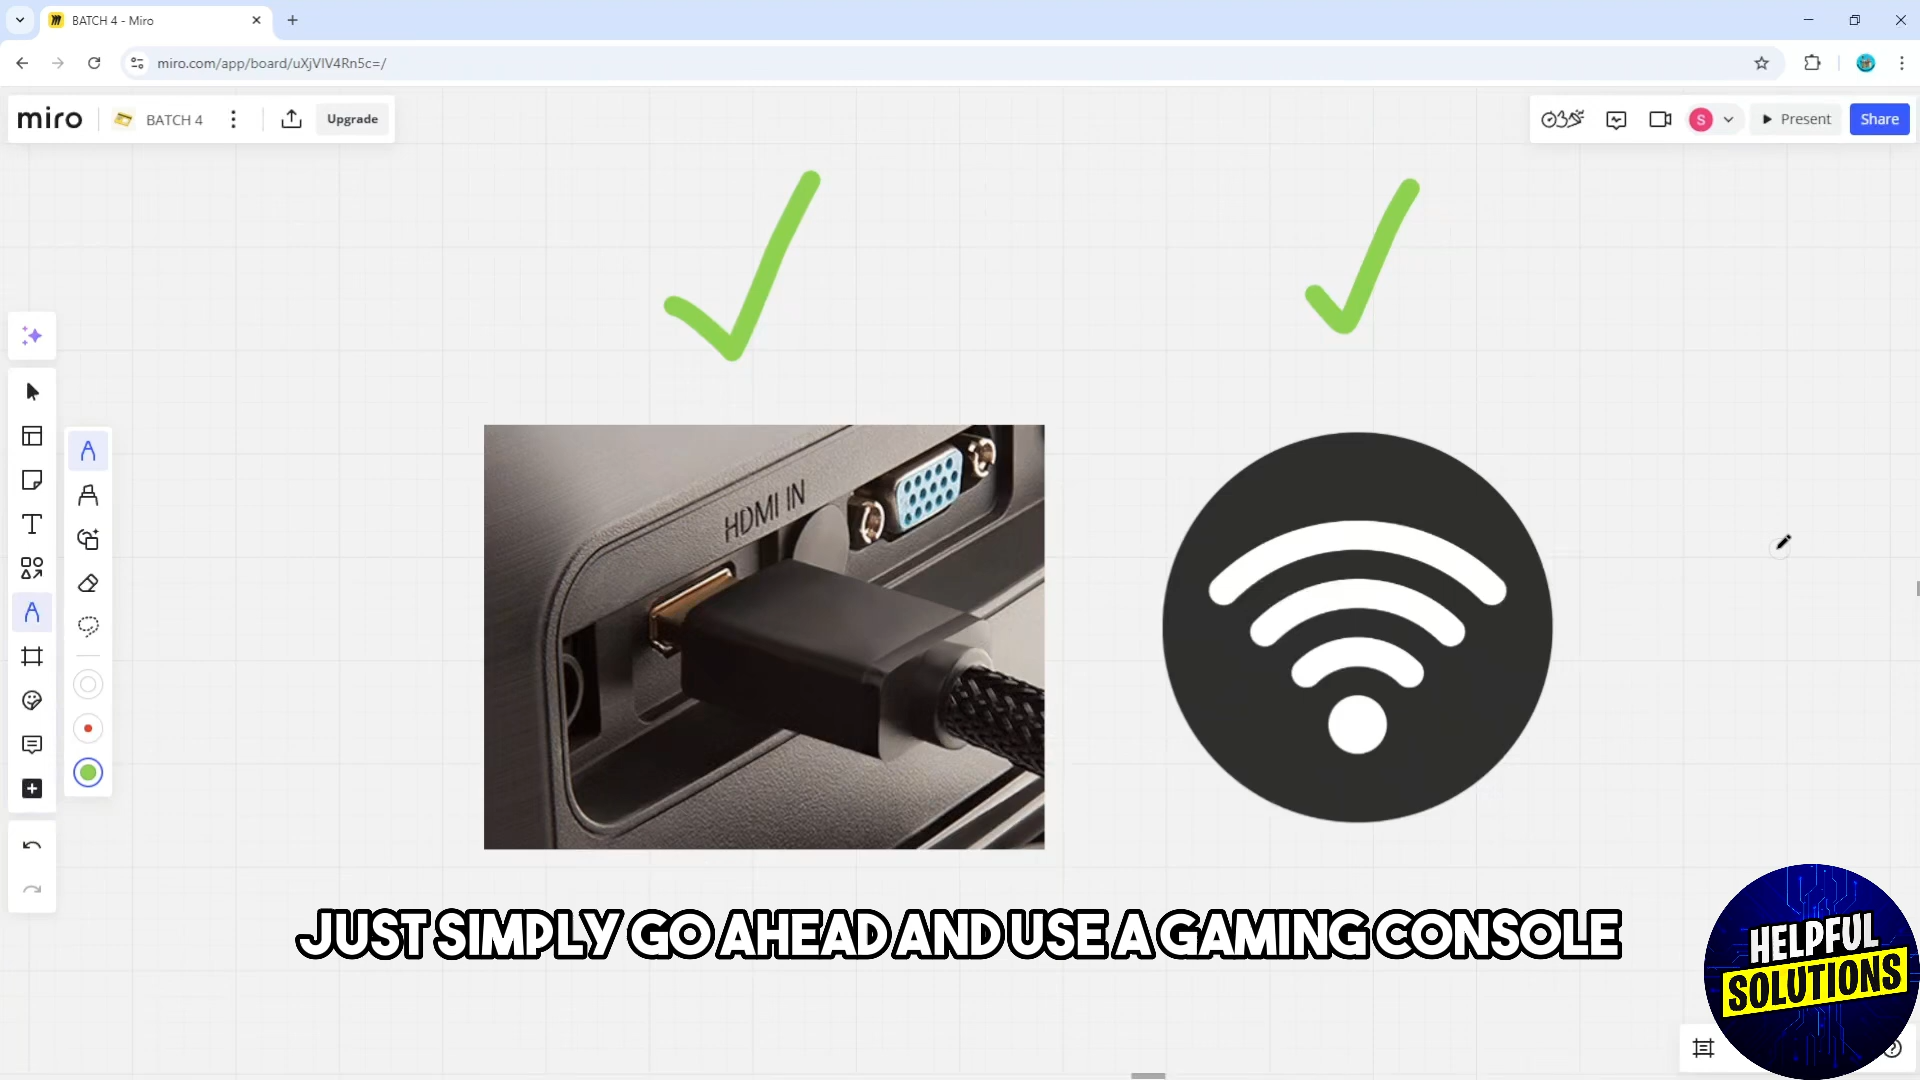 BATCH 4 - Miro
miro.com/app/board/uXjVIV4Rn5c=/
miro
BATCH 4
Upgrade
S
Present
Share
HDMI IN
JUST SIMPLY GO AHEAD AND USE A GAMING CONSOLE
HELPFUL
SOLUTIONS